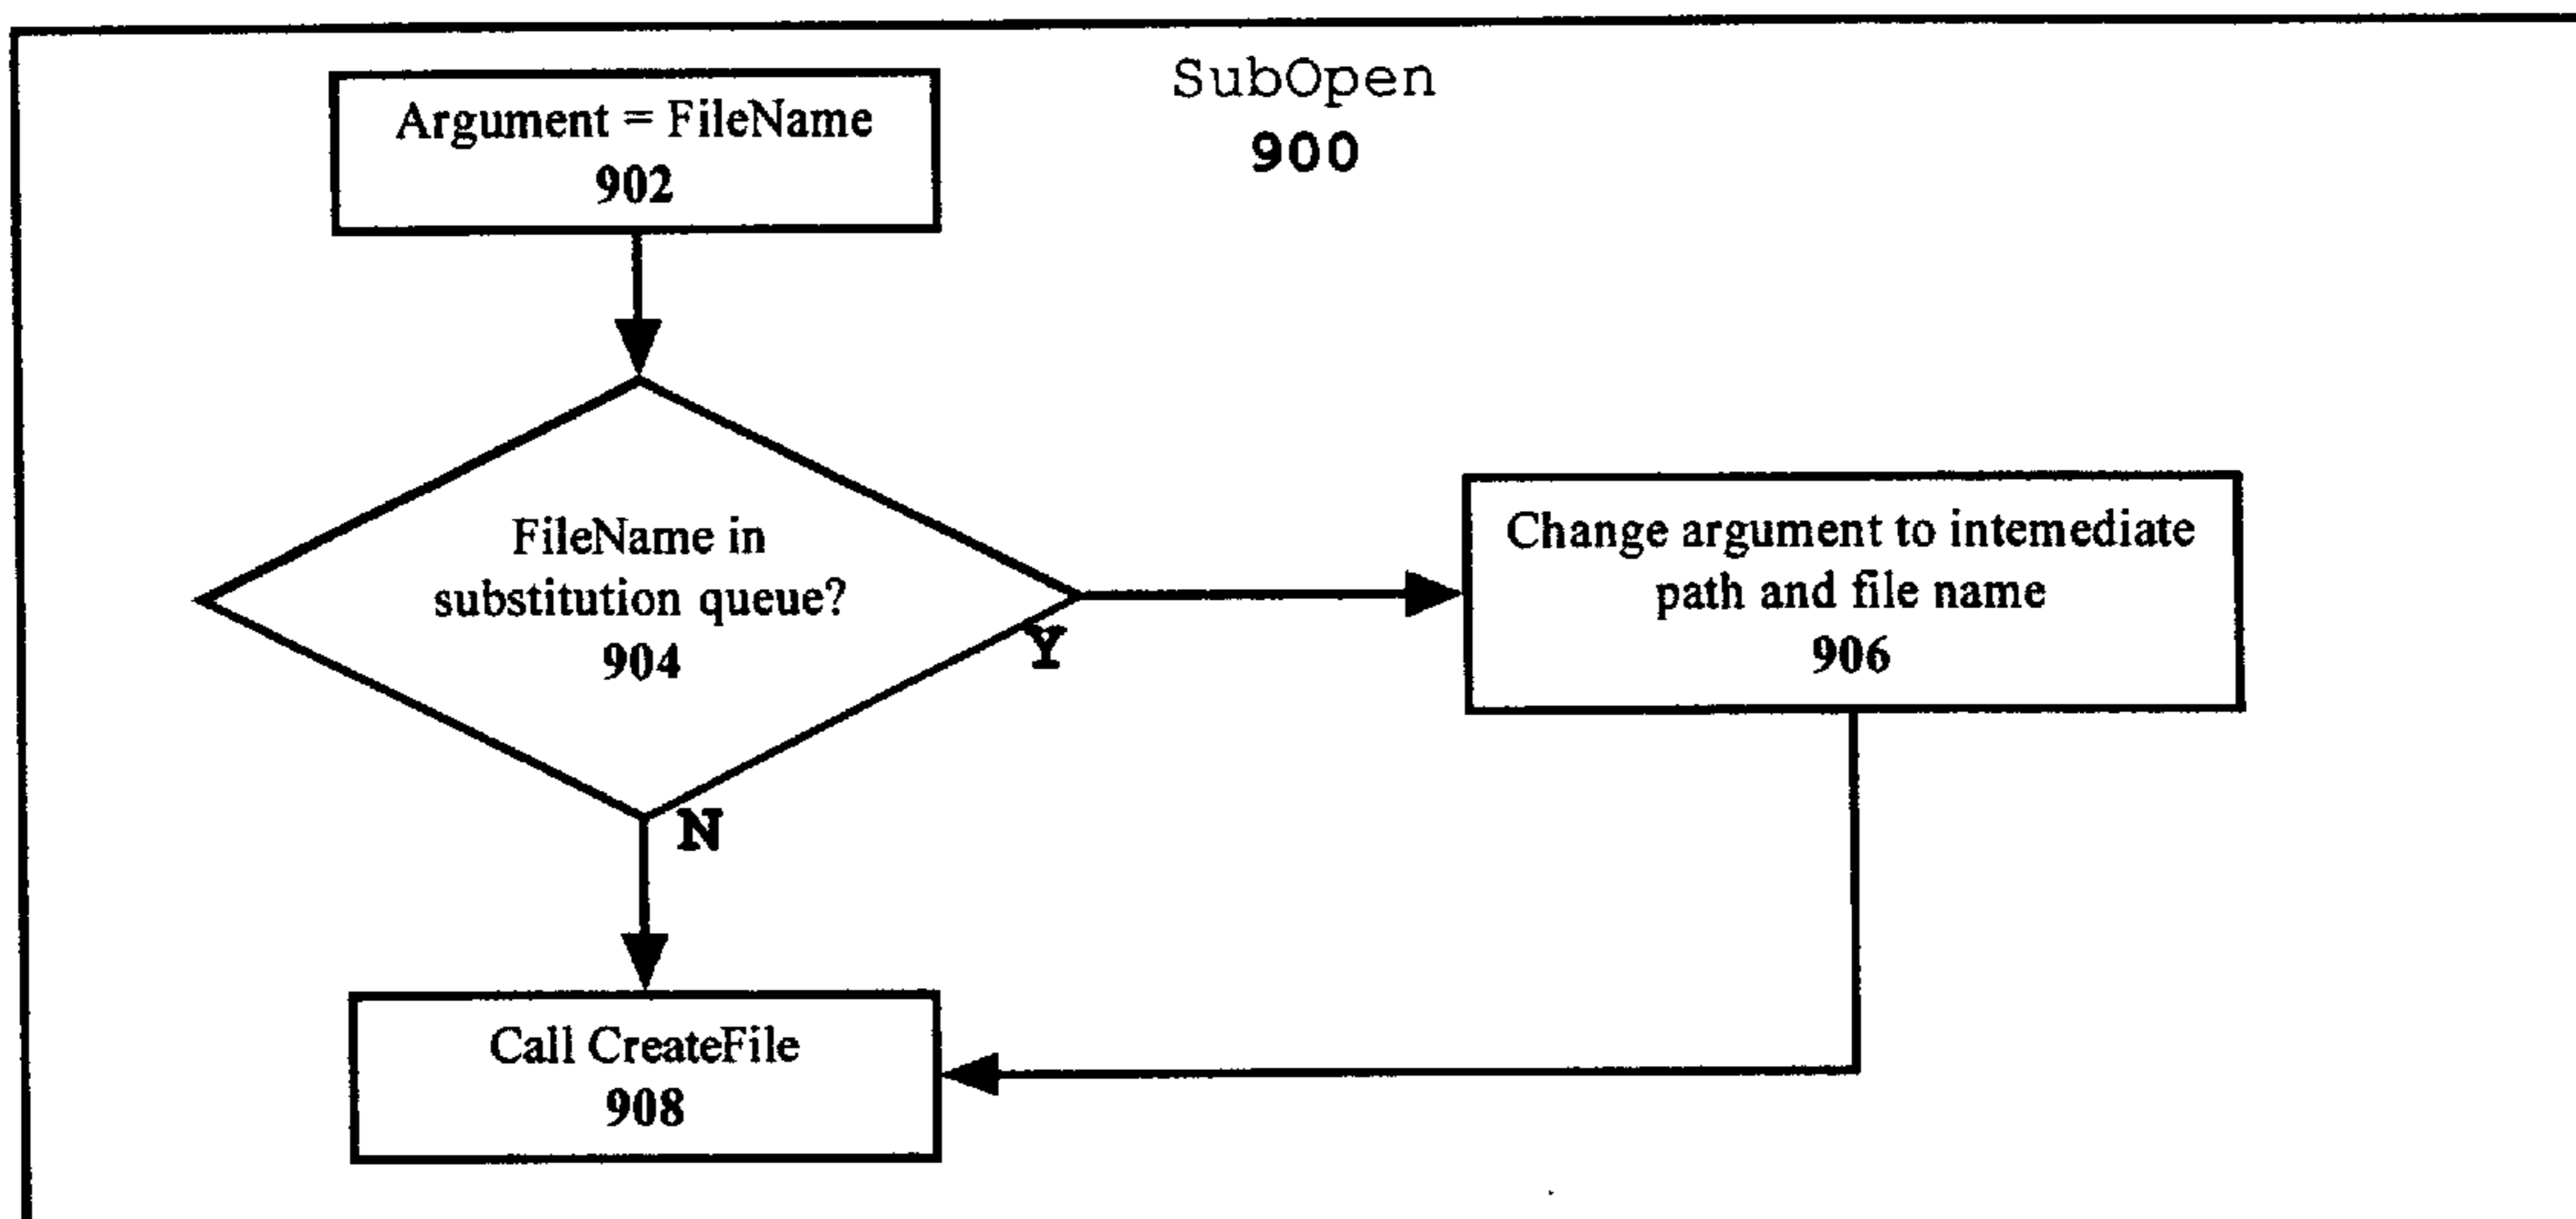 SubOpen
900
Argument = FileName
902
FileName in
substitution queue?
904
Y
Change argument to intemediate
path and file name
906
N
Call CreateFile
908